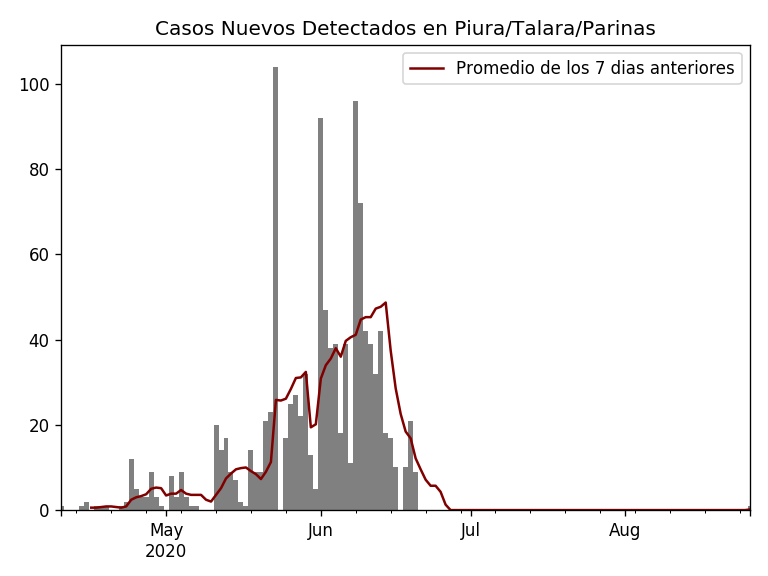 Casos Nuevos Detectados en Piura/Talara/Parinas
Promedio de los 7 dias anteriores
100
80
60
40
20
0
May Jun Jul Aug
2020